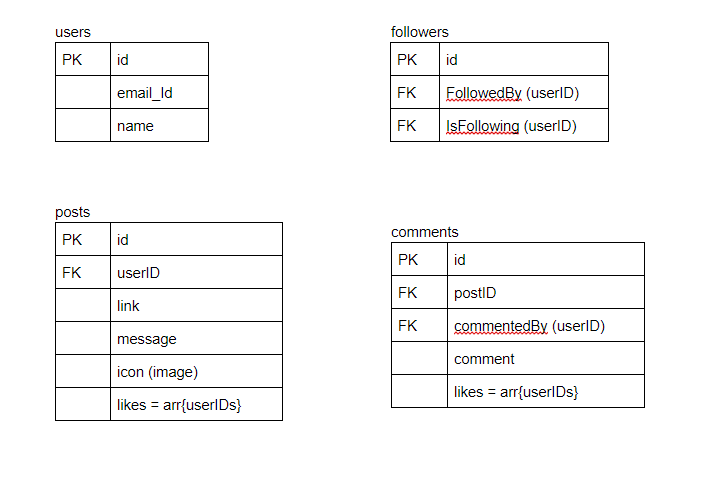 users
PK id
email_Id
name
followers
PK id
FK FollowedBy (userID)
FK IsFollowing (userID)
posts
PK id
FK userID
link
message
icon (image)
likes = arr{userIDs}
comments
PK id
FK postID
FK commentedBy (userID)
comment
likes = arr{userIDs}